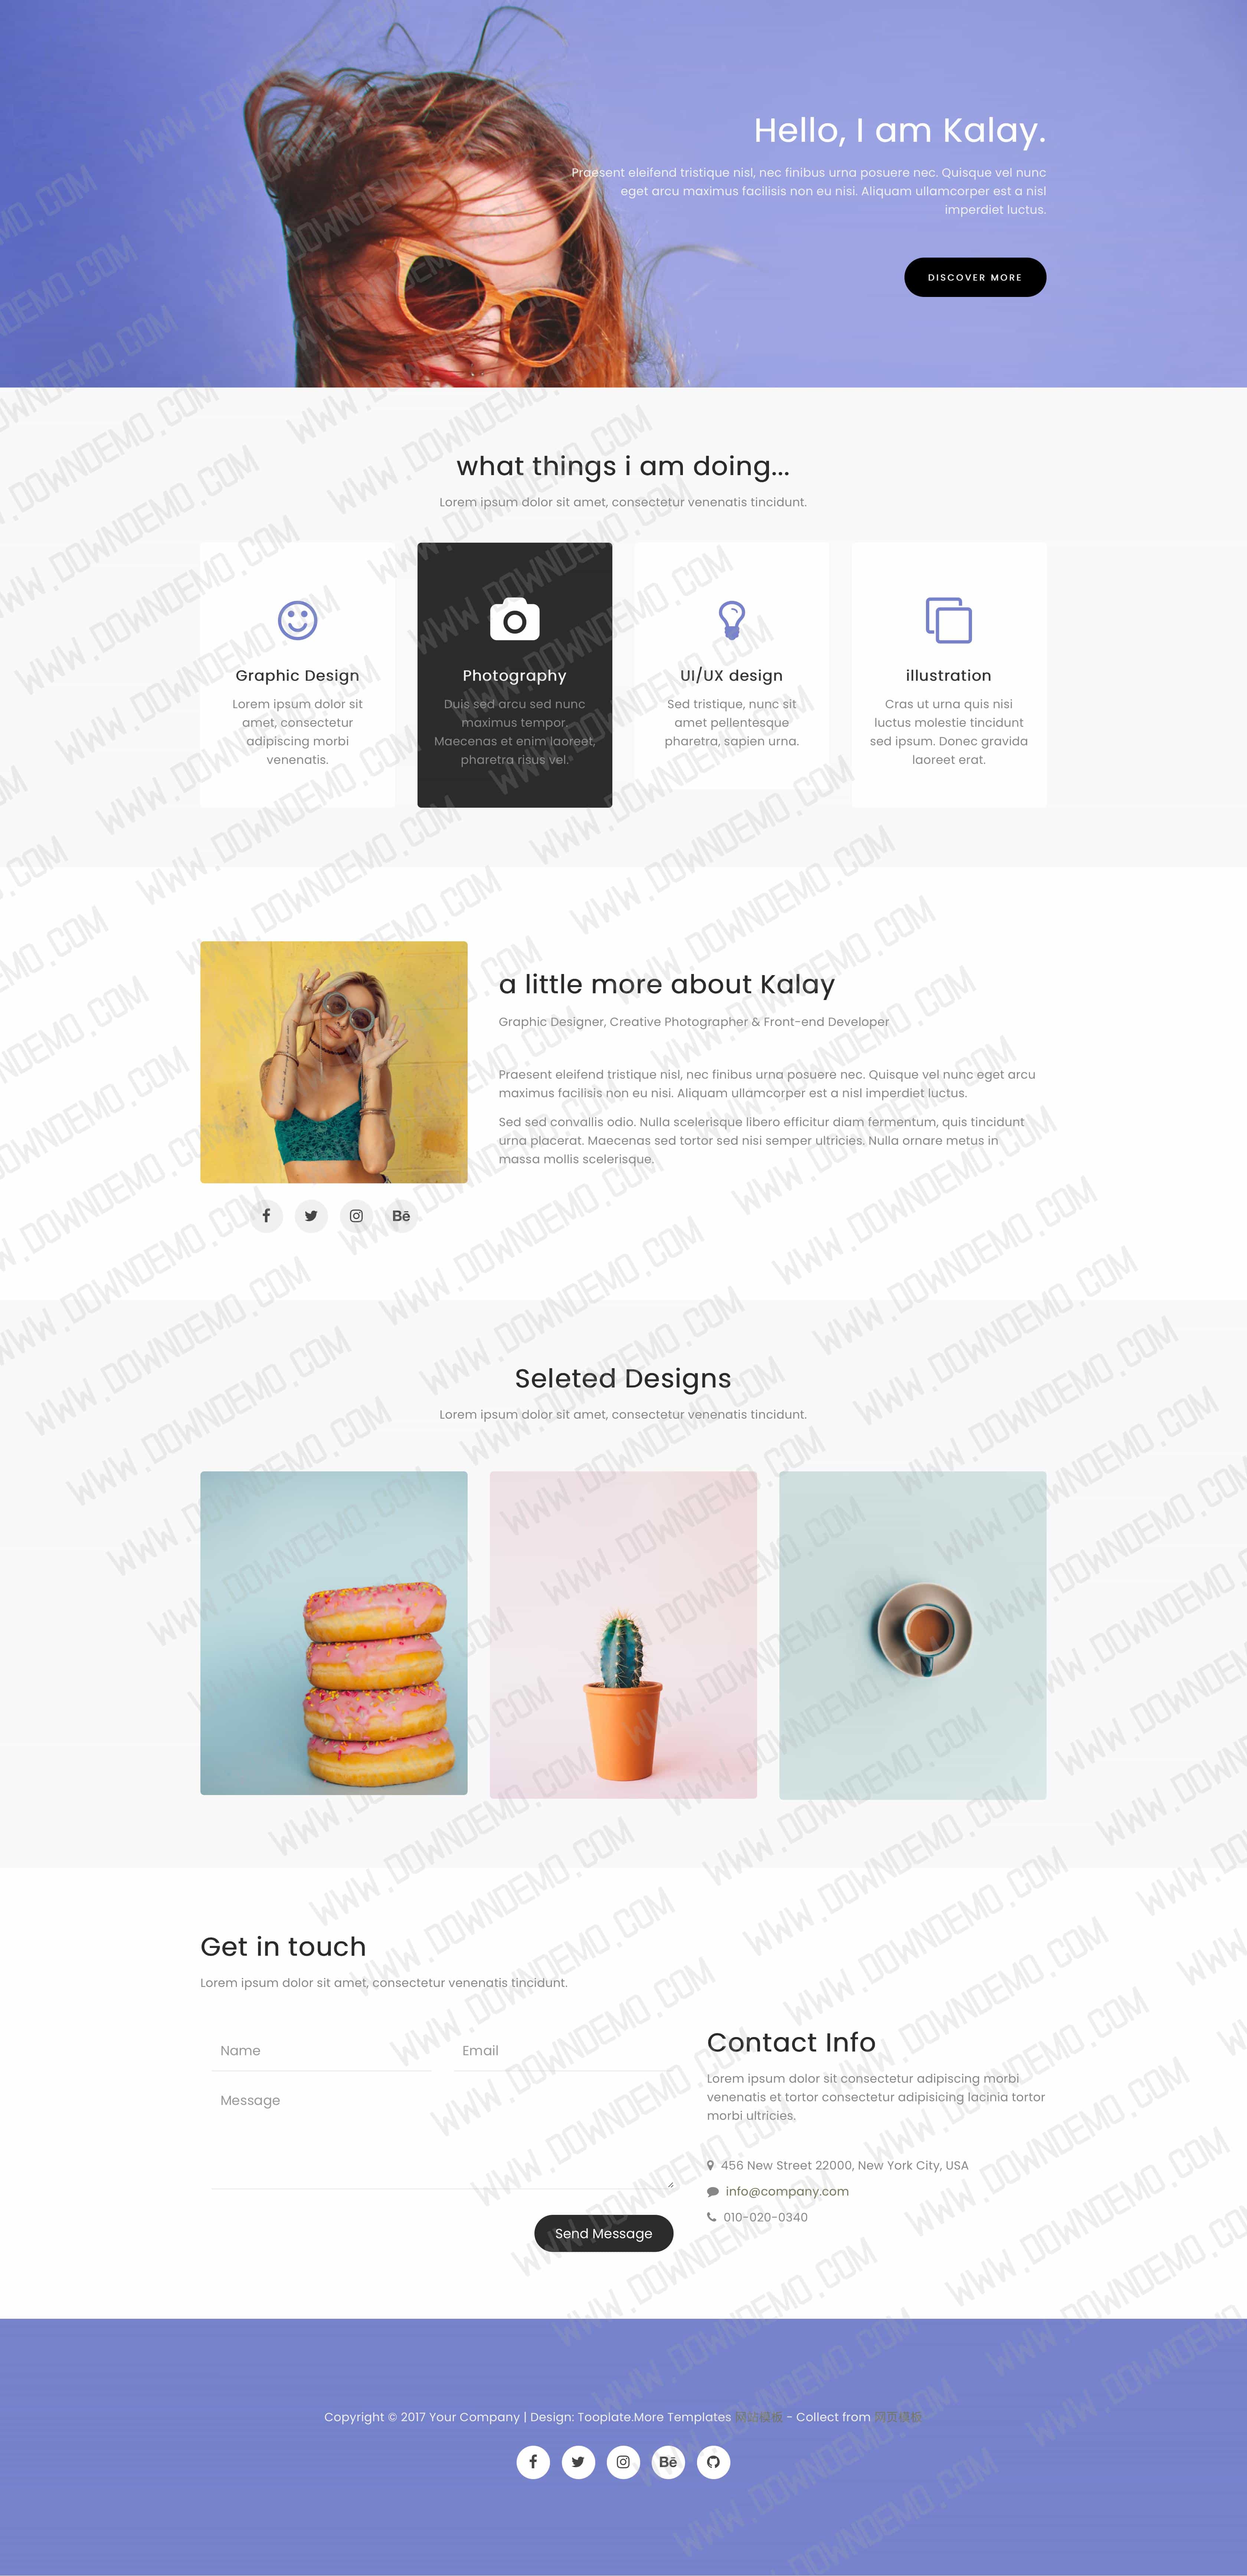 Hello, I am Kalay.
Praesent eleifend tristique nisl, nec finibus urna posuere nec. Quisque vel nunc
eget arcu maximus facilisis non eu nisi. Aliquam ullamcorper est a nisl
imperdiet luctus.
DISCOVER MORE
what things i am doing...
Lorem ipsum dolor sit amet, consectetur venenatis tincidunt.
Graphic Design
Lorem ipsum dolor sit
amet, consectetur
adipiscing morbi
venenatis.
Photography
Duis sed arcu sed nunc
maximus tempor.
Maecenas et enim laoreet,
pharetra risus vel.
UI/UX design
Sed tristique, nunc sit
amet pellentesque
pharetra, sapien urna.
illustration
Cras ut urna quis nisi
luctus molestie tincidunt
sed ipsum. Donec gravida
laoreet erat.
a little more about Kalay
Graphic Designer, Creative Photographer & Front-end Developer
Praesent eleifend tristique nisl, nec finibus urna posuere nec. Quisque vel nunc eget arcu
maximus facilisis non eu nisi. Aliquam ullamcorper est a nisl imperdiet luctus.
Sed sed convallis odio. Nulla scelerisque libero efficitur diam fermentum, quis tincidunt
urna placerat. Maecenas sed tortor sed nisi semper ultricies. Nulla ornare metus in
massa mollis scelerisque.
Bē
Seleted Designs
Lorem ipsum dolor sit amet, consectetur venenatis tincidunt.
Get in touch
Lorem ipsum dolor sit amet, consectetur venenatis tincidunt.
Name
Email
Message
Send Message
Contact Info
Lorem ipsum dolor sit consectetur adipiscing morbi
venenatis et tortor consectetur adipisicing lacinia tortor
morbi ultricies.
456 New Street 22000, New York City, USA
info@company.com
010-020-0340
Copyright © 2017 Your Company | Design: Tooplate.More Templates 网站模板 - Collect from 网页模板
Bē
WWW.DOWNDEMO.COM